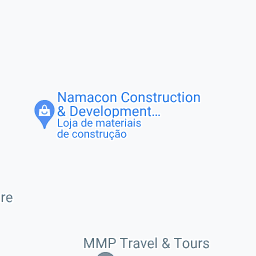 Namacon Construction
& Development...
Loja de materiais
de construção
re
MMP Travel & Tours